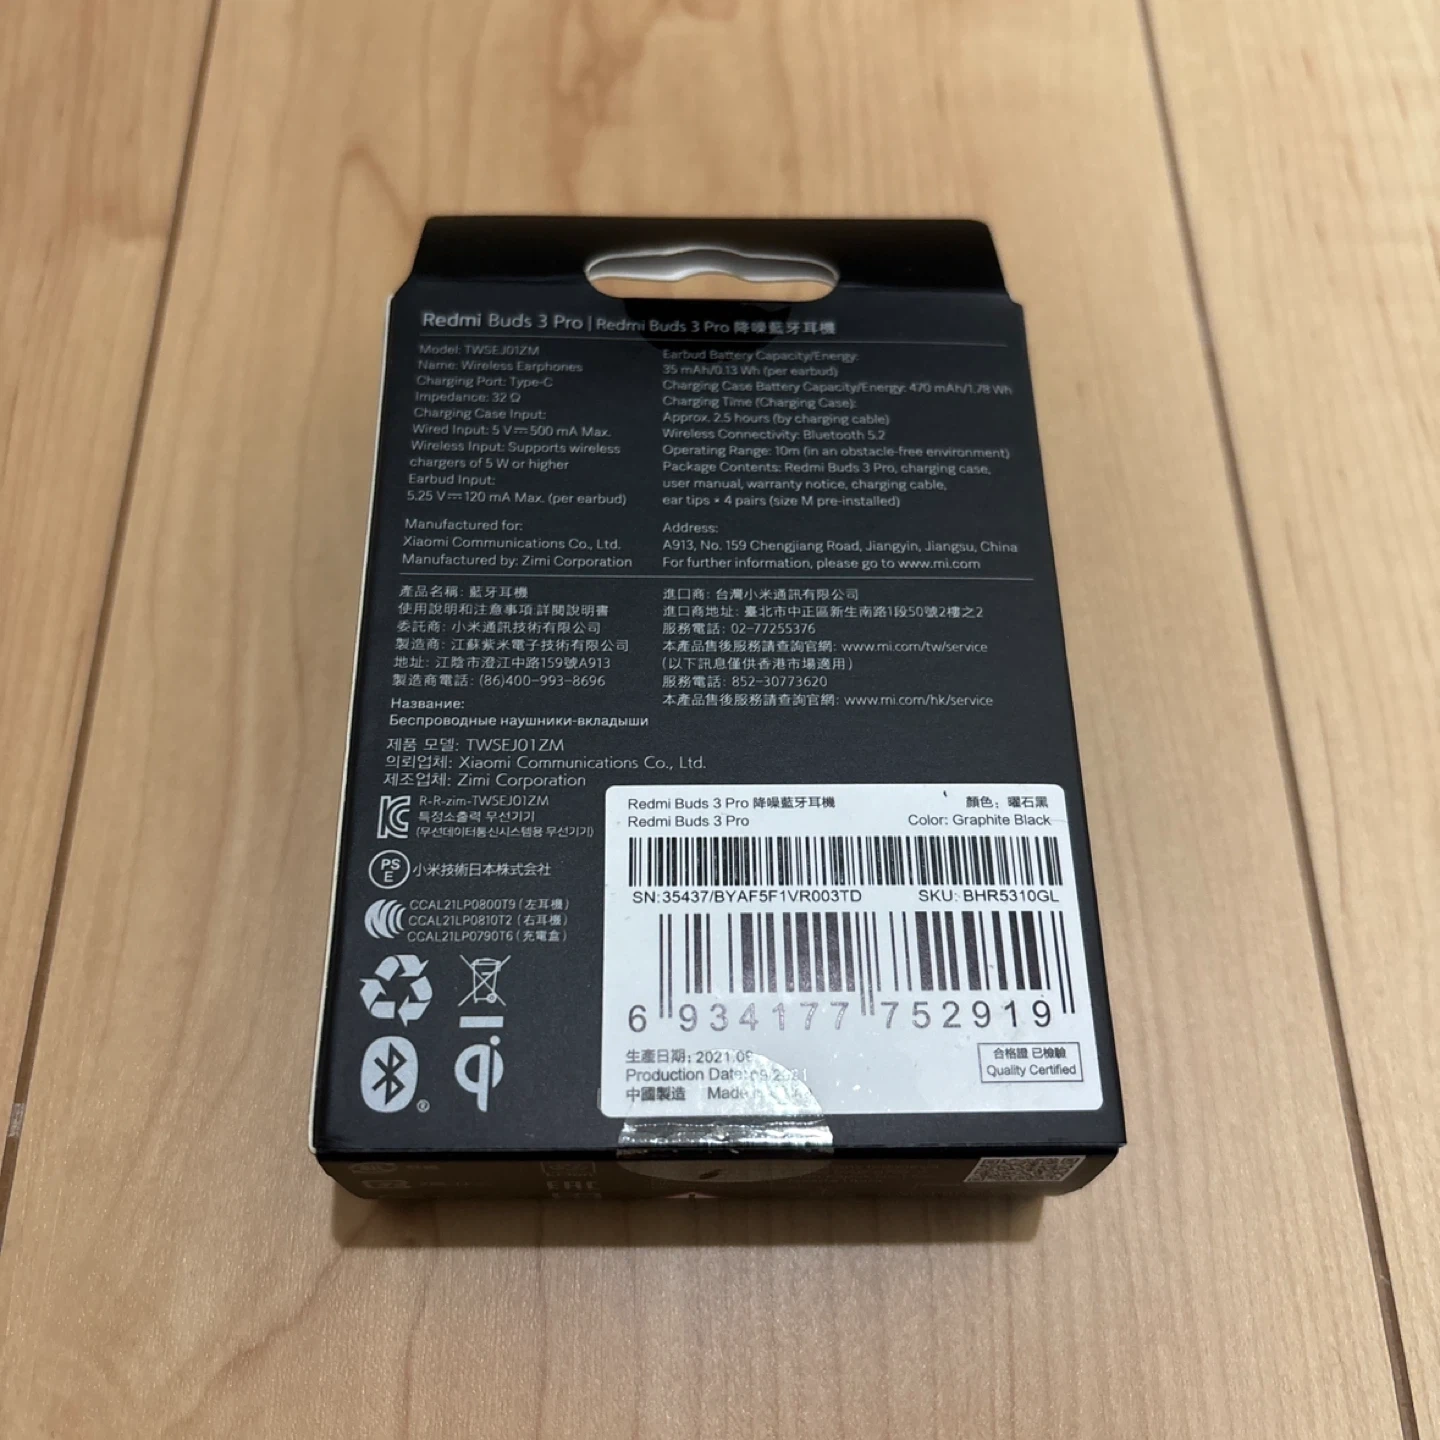 Redmi Buds 3 Pro | Redmi Buds 3 Pro 降噪藍牙耳機
Model: TWSEJ01ZM
Name: Wireless Earphones
Charging Port: Type-C
Impedance: 32 Ω
Charging Case Input:
Wired Input: 5 V⎓500 mA Max.
Wireless Input: Supports wireless
chargers of 5 W or higher
Earbud Input:
5.25 V⎓120 mA Max. (per earbud)
Manufactured for:
Xiaomi Communications Co., Ltd.
Manufactured by: Zimi Corporation
Earbud Battery Capacity/Energy:
35 mAh/0.13 Wh (per earbud)
Charging Case Battery Capacity/Energy: 470 mAh/1.78 Wh
Charging Time (Charging Case):
Approx. 2.5 hours (by charging cable)
Wireless Connectivity: Bluetooth 5.2
Operating Range: 10m (in an obstacle-free environment)
Package Contents: Redmi Buds 3 Pro, charging case,
user manual, warranty notice, charging cable,
ear tips × 4 pairs (size M pre-installed)
Address:
A913, No. 159 Chengjiang Road, Jiangyin, Jiangsu, China
For further information, please go to www.mi.com
產品名稱: 藍牙耳機
使用說明和注意事項 詳閱說明書
委託商: 小米通訊技術有限公司
製造商: 江蘇紫米電子技術有限公司
地址: 江陰市澄江中路159號A913
製造商電話: (86)400-993-8696
進口商: 台灣小米通訊有限公司
進口商地址: 臺北市中正區新生南路1段50號2樓之2
服務電話: 02-77255376
本產品售後服務請查詢官網: www.mi.com/tw/service
(以下訊息僅供香港市場適用)
服務電話: 852-30773620
本產品售後服務請查詢官網: www.mi.com/hk/service
Название:
Беспроводные наушники-вкладыши
제품 모델: TWSEJ01ZM
의뢰업체: Xiaomi Communications Co., Ltd.
제조업체: Zimi Corporation
R-R-zim-TWSEJ01ZM
특정소출력 무선기기
(무선데이터통신시스템용 무선기기)
PS
E
小米技術日本株式会社
CCAL21LP0800T9 (左耳機)
CCAL21LP0810T2 (右耳機)
CCAL21LP0790T6 (充電盒)
qi
Redmi Buds 3 Pro 降噪藍牙耳機
顏色: 曜石黑
Redmi Buds 3 Pro
Color: Graphite Black
SN:35437/BYAF5F1VR003TD
SKU: BHR5310GL
6 934177 752919
生產日期: 2021.09
Production Date: 09/2021
中國製造 Made
合格證 已檢驗
Quality Certified
EAC